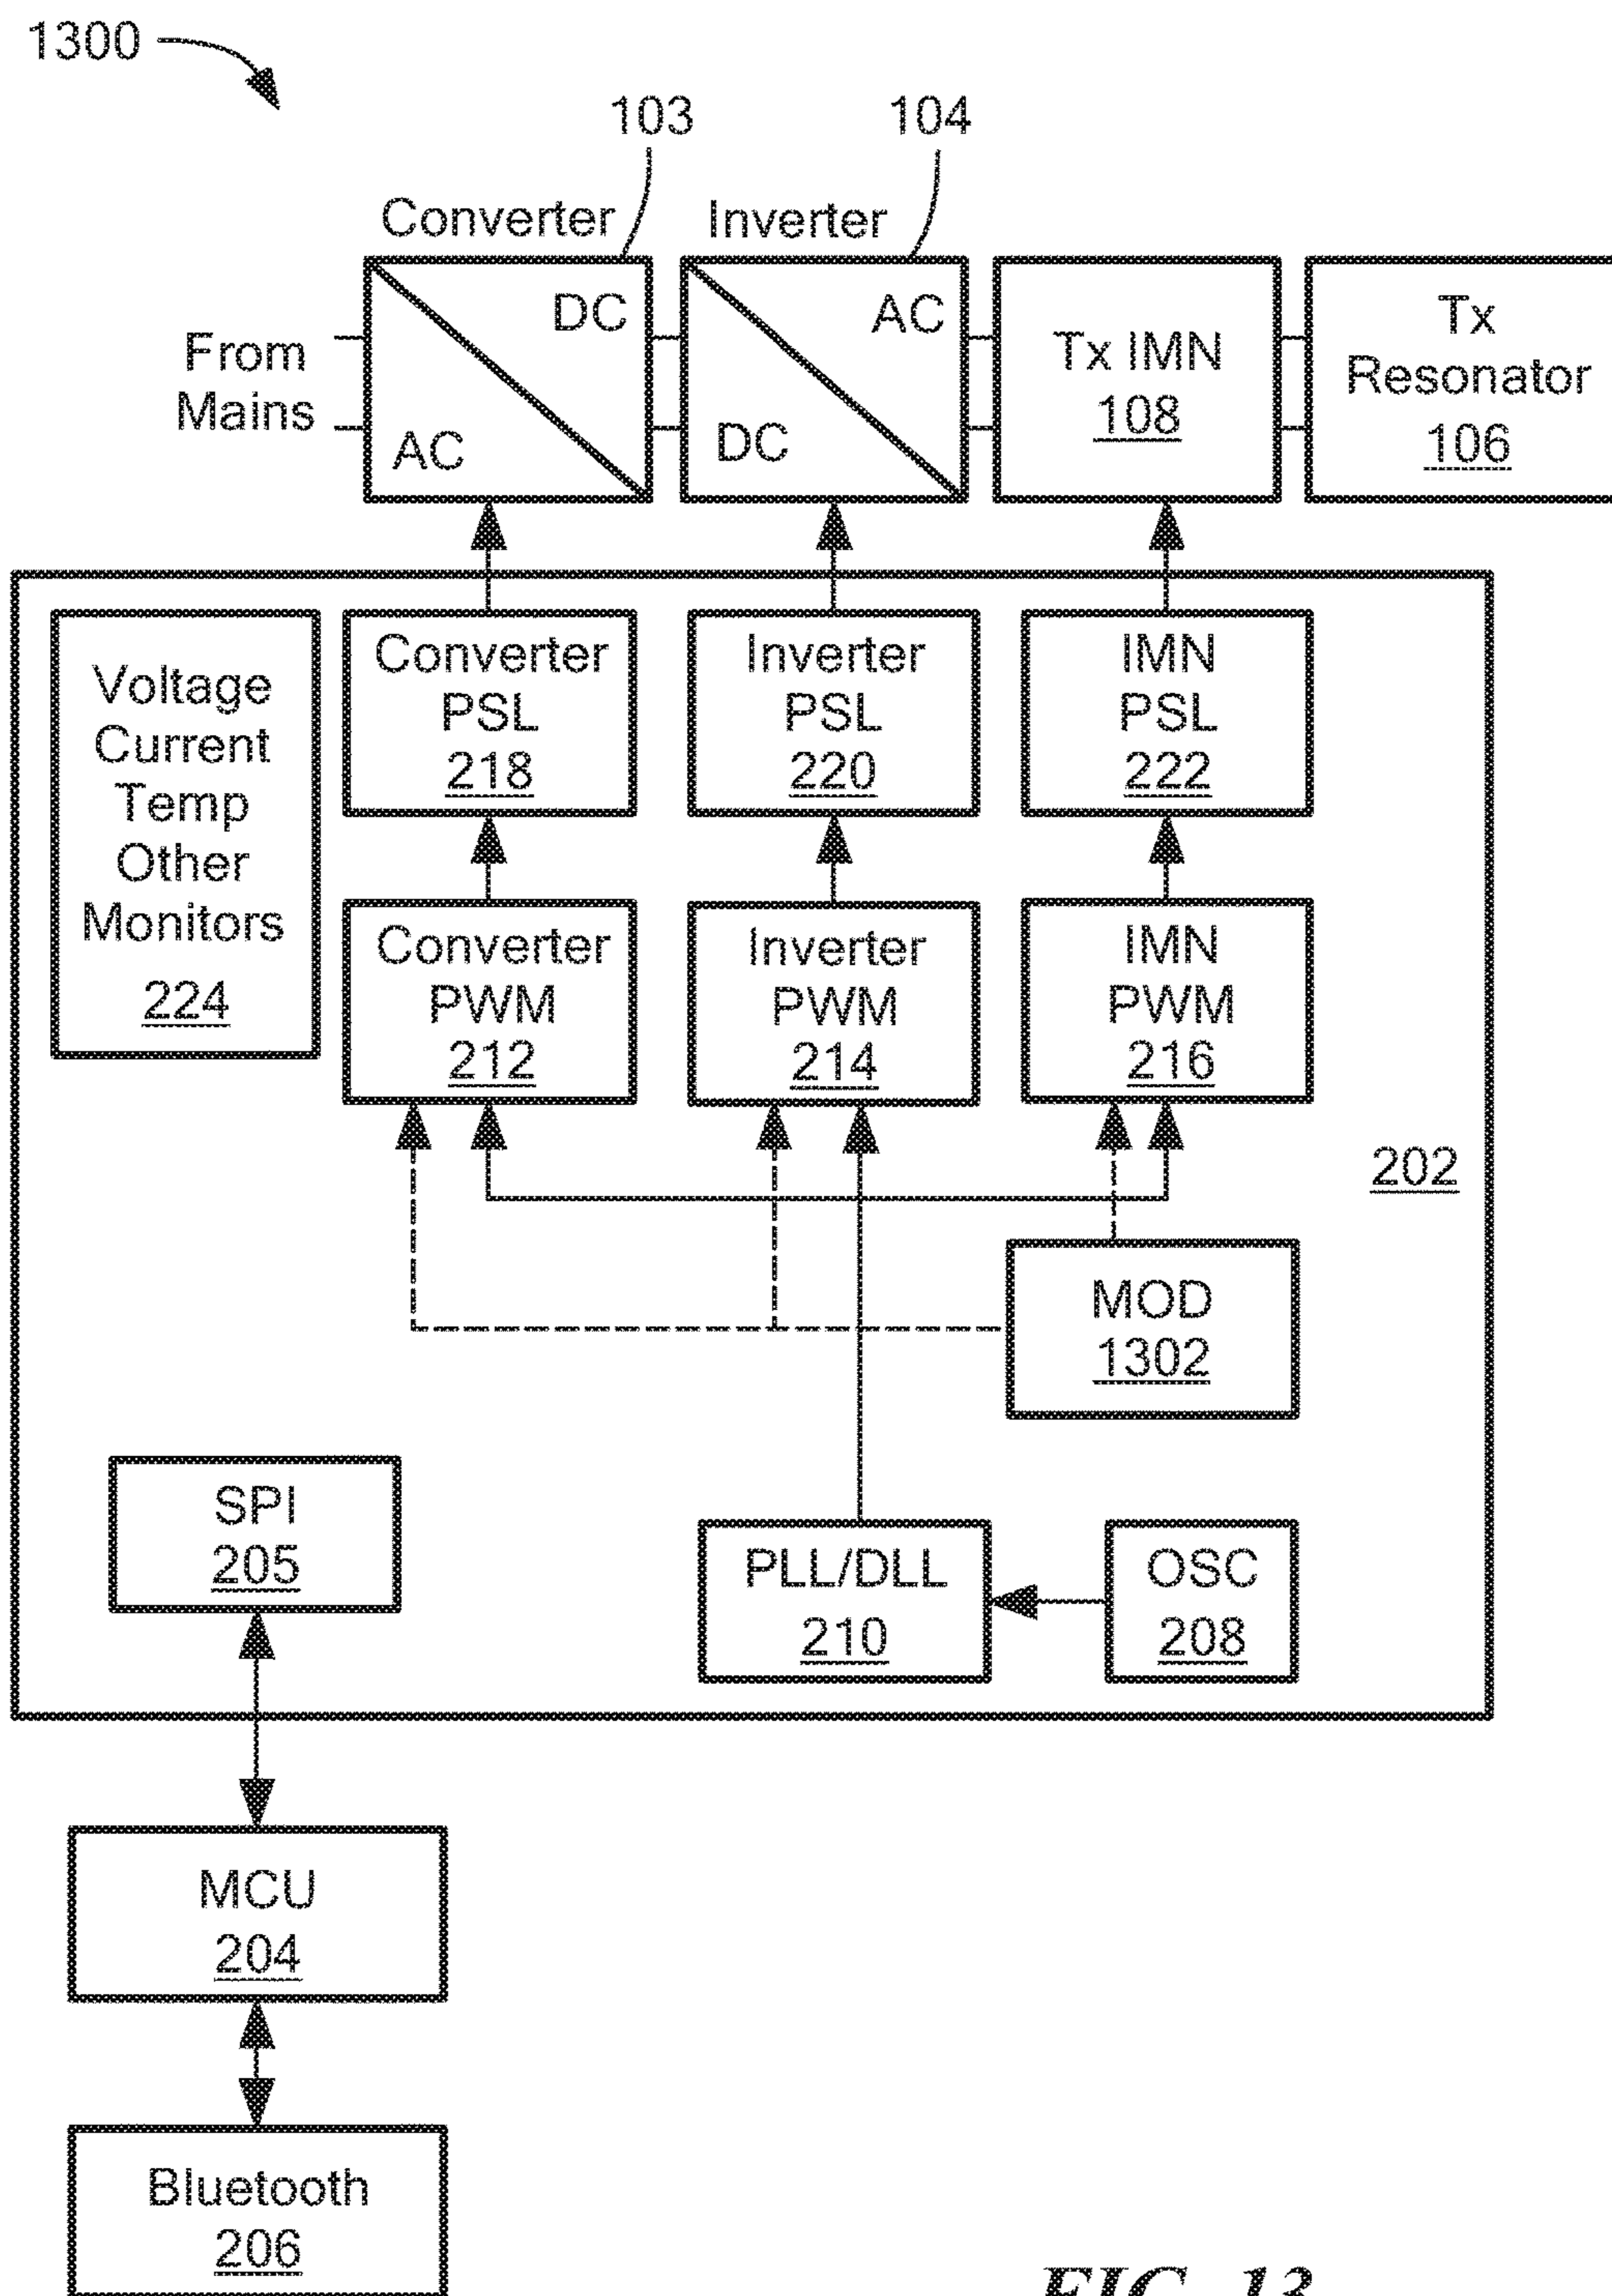 1300
103
104
Converter
Inverter
From
Mains
DC
AC
AC
DC
Tx IMN
108
Tx
Resonator
106
Voltage
Current
Temp
Other
Monitors
224
Converter
PSL
218
Inverter
PSL
220
IMN
PSL
222
Converter
PWM
212
Inverter
PWM
214
IMN
PWM
216
202
MOD
1302
SPI
205
PLL/DLL
210
OSC
208
MCU
204
Bluetooth
206
FIG. 13